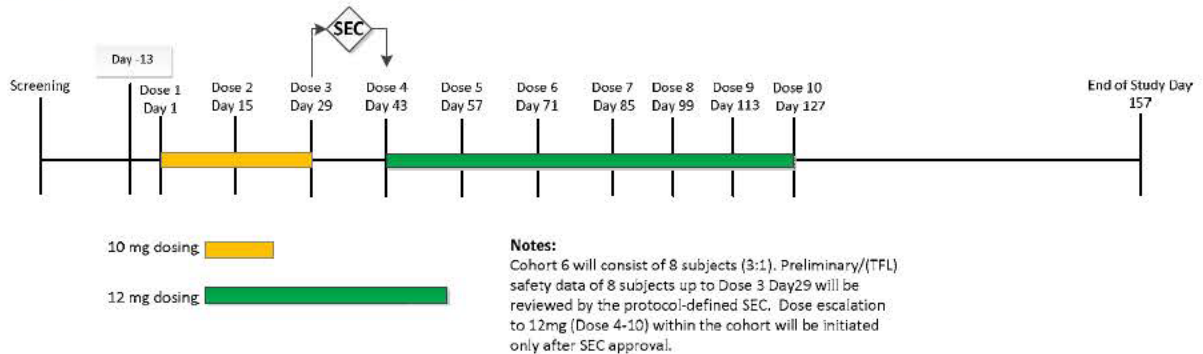 SEC
Day -13
Screening
Dose 1
Day 1
Dose 2
Day 15
Dose 3
Day 29
Dose 4
Day 43
Dose 5
Day 57
Dose 6
Day 71
Dose 7
Day 85
Dose 8
Day 99
Dose 9
Day 113
Dose 10
Day 127
End of Study Day
157
10 mg dosing
12 mg dosing
Notes:
Cohort 6 will consist of 8 subjects (3:1). Preliminary/(TFL)
safety data of 8 subjects up to Dose 3 Day29 will be
reviewed by the protocol-defined SEC. Dose escalation
to 12mg (Dose 4-10) within the cohort will be initiated
only after SEC approval.